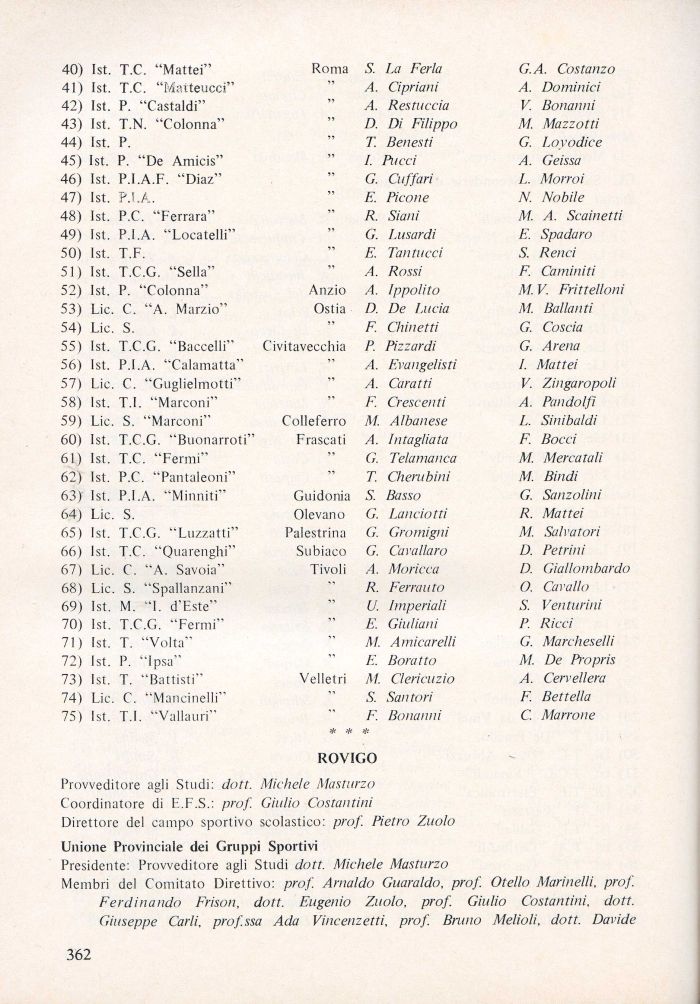 40) Ist. T.C. “Mattei” Roma S. La Ferla G.A. Costanzo
41) Ist. T.C. “Matteucci” ” A. Cipriani A. Dominici
42) Ist. P. “Castaldi” ” A. Restuccia V. Bonanni
43) Ist. T.N. “Colonna” ” D. Di Filippo M. Mazzotti
44) Ist. P. ” T. Benesti G. Loyodice
45) Ist. P. “De Amicis” ” I. Pucci A. Geissa
46) Ist. P.I.A.F. “Diaz” ” G. Cuffari L. Morroi
47) Ist. P.I.A. ” E. Picone N. Nobile
48) Ist. P.C. “Ferrara” ” R. Siani M. A. Scainetti
49) Ist. P.I.A. “Locatelli” ” G. Lusardi E. Spadaro
50) Ist. T.F. ” E. Tantucci S. Renci
51) Ist. T.C.G. “Sella” ” A. Rossi F. Caminiti
52) Ist. P. “Colonna” Anzio A. Ippolito M.V. Frittelloni
53) Lic. C. “A. Marzio” Ostia D. De Lucia M. Ballanti
54) Lic. S. ” F. Chinetti G. Coscia
55) Ist. T.C.G. “Baccelli” Civitavecchia P. Pizzardi G. Arena
56) Ist. P.I.A. “Calamatta” ” A. Evangelisti I. Mattei
57) Lic. C. “Guglielmotti” ” A. Caratti V. Zingaropoli
58) Ist. T.I. “Marconi” ” F. Crescenti A. Pandolfi
59) Lic. S. “Marconi” Colleferro M. Albanese L. Sinibaldi
60) Ist. T.C.G. “Buonarroti” Frascati A. Intagliata F. Bocci
61) Ist. T.C. “Fermi” ” G. Telamanca M. Mercatali
62) Ist. P.C. “Pantaleoni” ” T. Cherubini M. Bindi
63) Ist. P.I.A. “Minniti” Guidonia S. Basso G. Sanzolini
64) Lic. S. Olevano G. Lanciotti R. Mattei
65) Ist. T.C.G. “Luzzatti” Palestrina G. Gromigni M. Salvatori
66) Ist. T.C. “Quarenghi” Subiaco G. Cavallaro D. Petrini
67) Lic. C. “A. Savoia” Tivoli A. Moricca D. Giallombardo
68) Lic. S. “Spallanzani” ” R. Ferrauto O. Cavallo
69) Ist. M. “I. d’Este” ” U. Imperiali S. Venturini
70) Ist. T.C.G. “Fermi” ” E. Giuliani P. Ricci
71) Ist. T. “Volta” ” M. Amicarelli G. Marcheselli
72) Ist. P. “Ipsa” ” E. Boratto M. De Propris
73) Ist. T. “Battisti” Velletri M. Clericuzio A. Cervellera
74) Lic. C. “Mancinelli” ” S. Santori F. Bettella
75) Ist. T.I. “Vallauri” ” F. Bonanni C. Marrone
* * *
ROVIGO
Provveditore agli Studi: dott. Michele Masturzo
Coordinatore di E.F.S.: prof. Giulio Costantini
Direttore del campo sportivo scolastico: prof. Pietro Zuolo
Unione Provinciale dei Gruppi Sportivi
Presidente: Provveditore agli Studi dott. Michele Masturzo
Membri del Comitato Direttivo: prof. Arnaldo Guaraldo, prof. Otello Marinelli, prof.
Ferdinando Frison, dott. Eugenio Zuolo, prof. Giulio Costantini, dott.
Giuseppe Carli, prof.ssa Ada Vincenzetti, prof. Bruno Melioli, dott. Davide
362